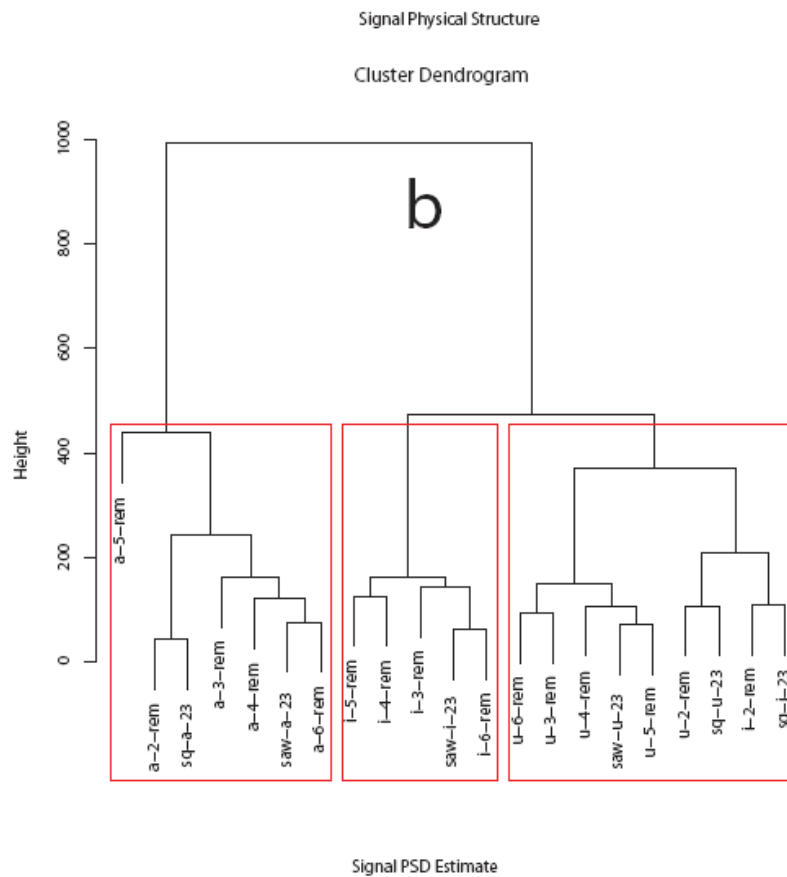 Signal Physical Structure
Cluster Dendrogram
b
Height
1000
800
600
400
200
0
a-5-rem
a-2-rem
sq-a-23
a-3-rem
a-4-rem
saw-a-23
a-6-rem
i-5-rem
i-4-rem
i-3-rem
saw-i-23
i-6-rem
u-6-rem
u-3-rem
u-4-rem
saw-u-23
u-5-rem
u-2-rem
sq-u-23
i-2-rem
sq-i-23
Signal PSD Estimate